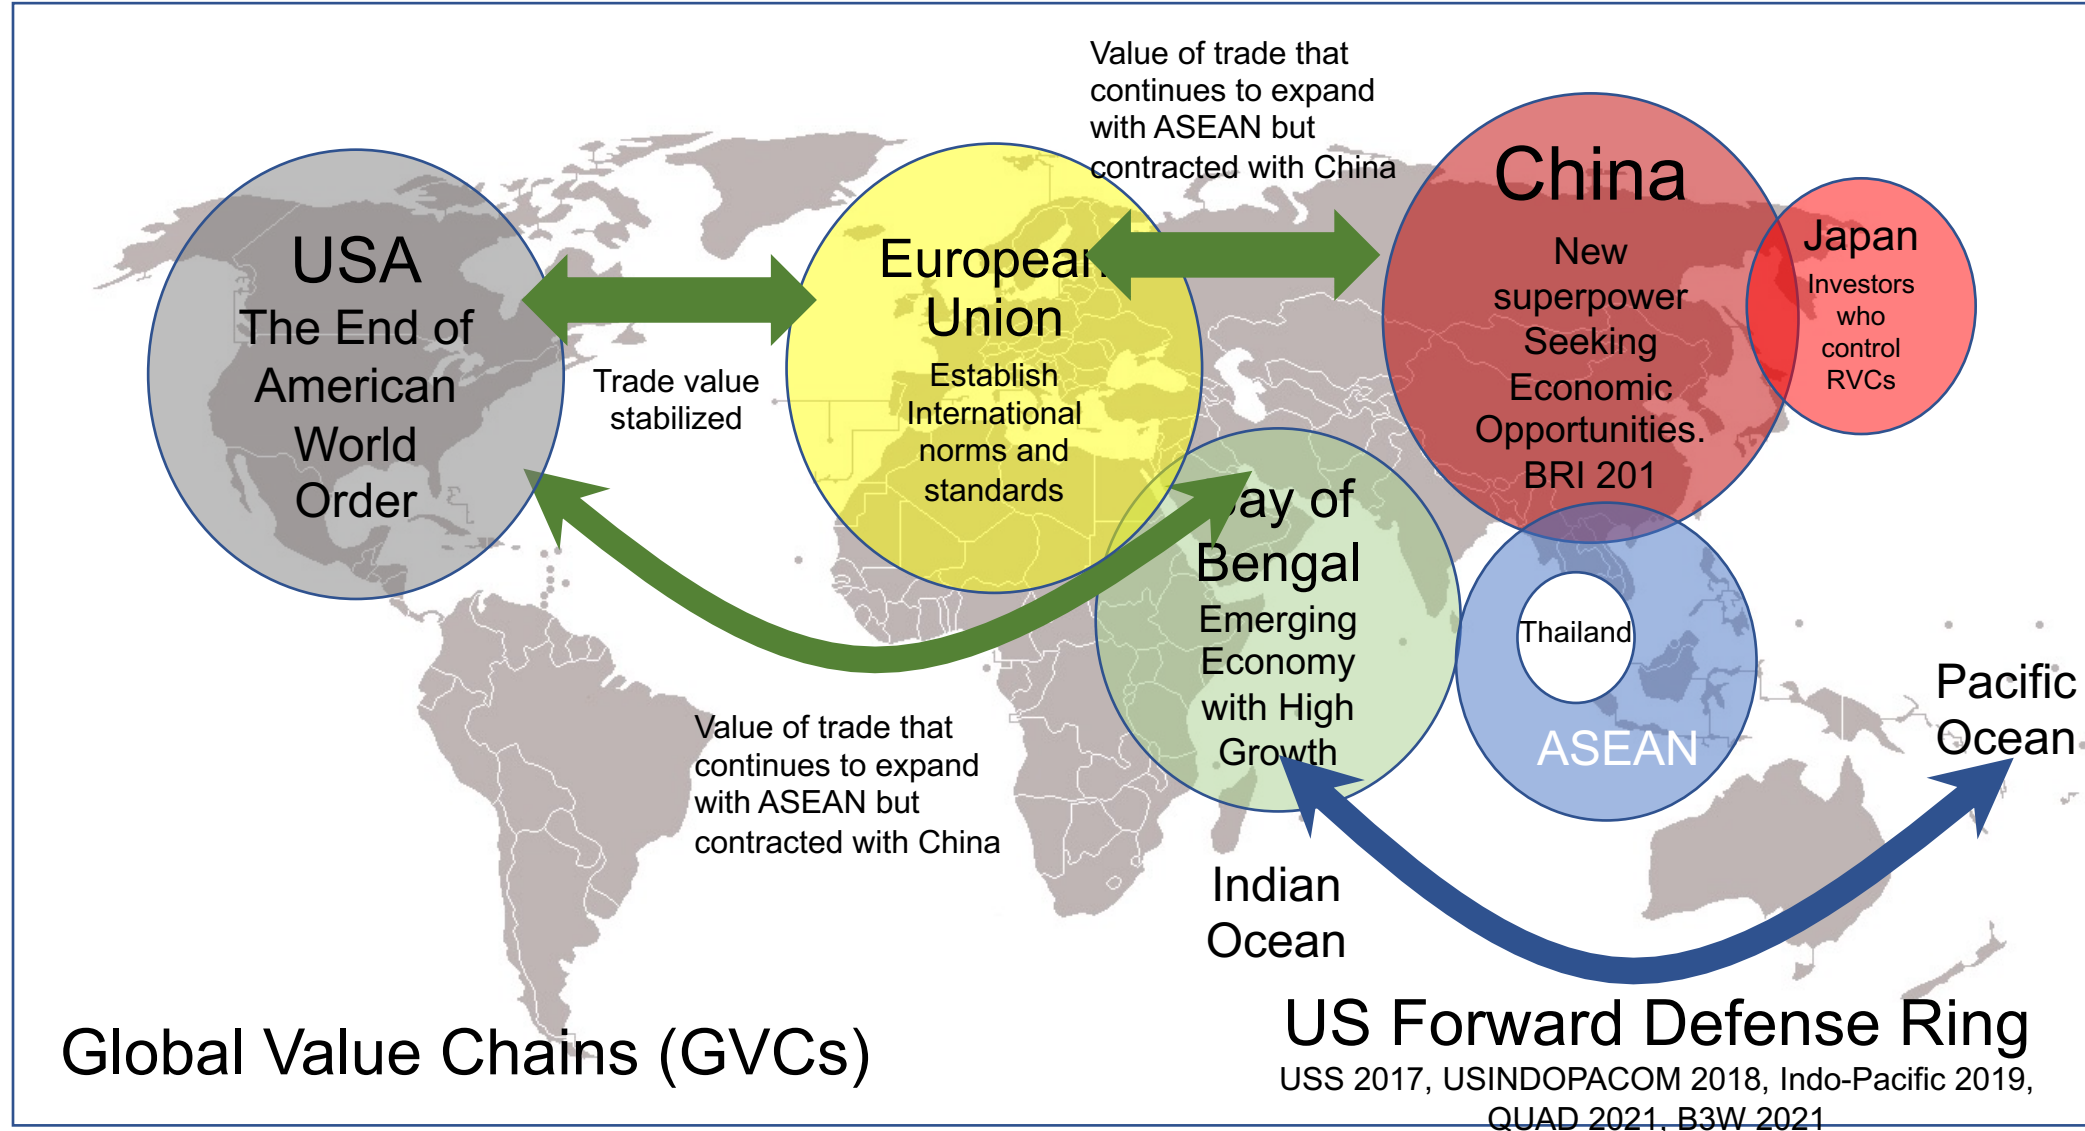 Value of trade that
continues to expand
with ASEAN but
contracted with China
USA
The End of
American
World
Order
Trade value
stabilized
European
Union
Establish
International
norms and
standards
China
New
superpower
Seeking
Economic
Opportunities.
BRI 201
Japan
Investors
who
control
RVCs
Bay of
Bengal
Emerging
Economy
with High
Growth
Thailand
ASEAN
Pacific
Ocean
Value of trade that
continues to expand
with ASEAN but
contracted with China
Indian
Ocean
Global Value Chains (GVCs)
US Forward Defense Ring
USS 2017, USINDOPACOM 2018, Indo-Pacific 2019,
QUAD 2021, B3W 2021